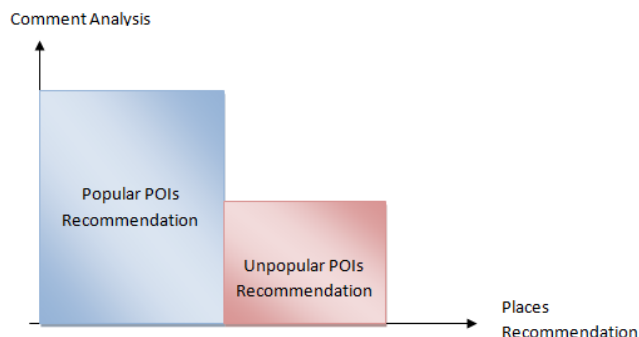 Comment Analysis
Popular POIs
Recommendation
Unpopular POIs
Recommendation
Places
Recommendation